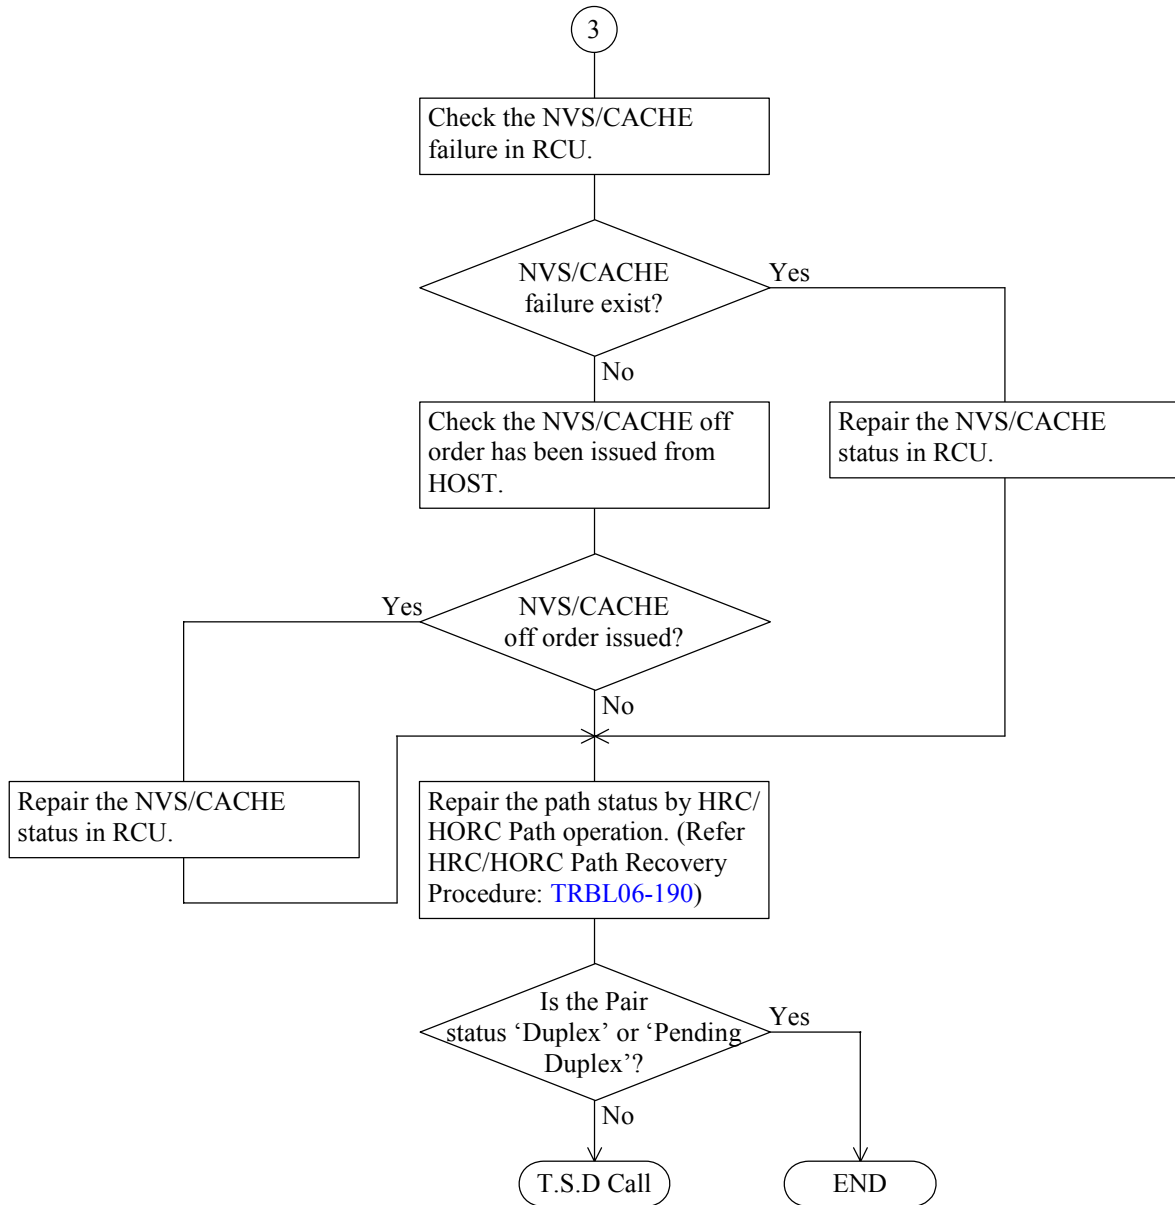 3
Check the NVS/CACHE
failure in RCU.
NVS/CACHE
failure exist?
Yes
No
Check the NVS/CACHE off
order has been issued from
HOST.
Repair the NVS/CACHE
status in RCU.
Yes
NVS/CACHE
off order issued?
No
Repair the NVS/CACHE
status in RCU.
Repair the path status by HRC/
HORC Path operation. (Refer
HRC/HORC Path Recovery
Procedure: TRBL06-190)
Is the Pair
status ‘Duplex’ or ‘Pending
Duplex’?
Yes
No
T.S.D Call
END